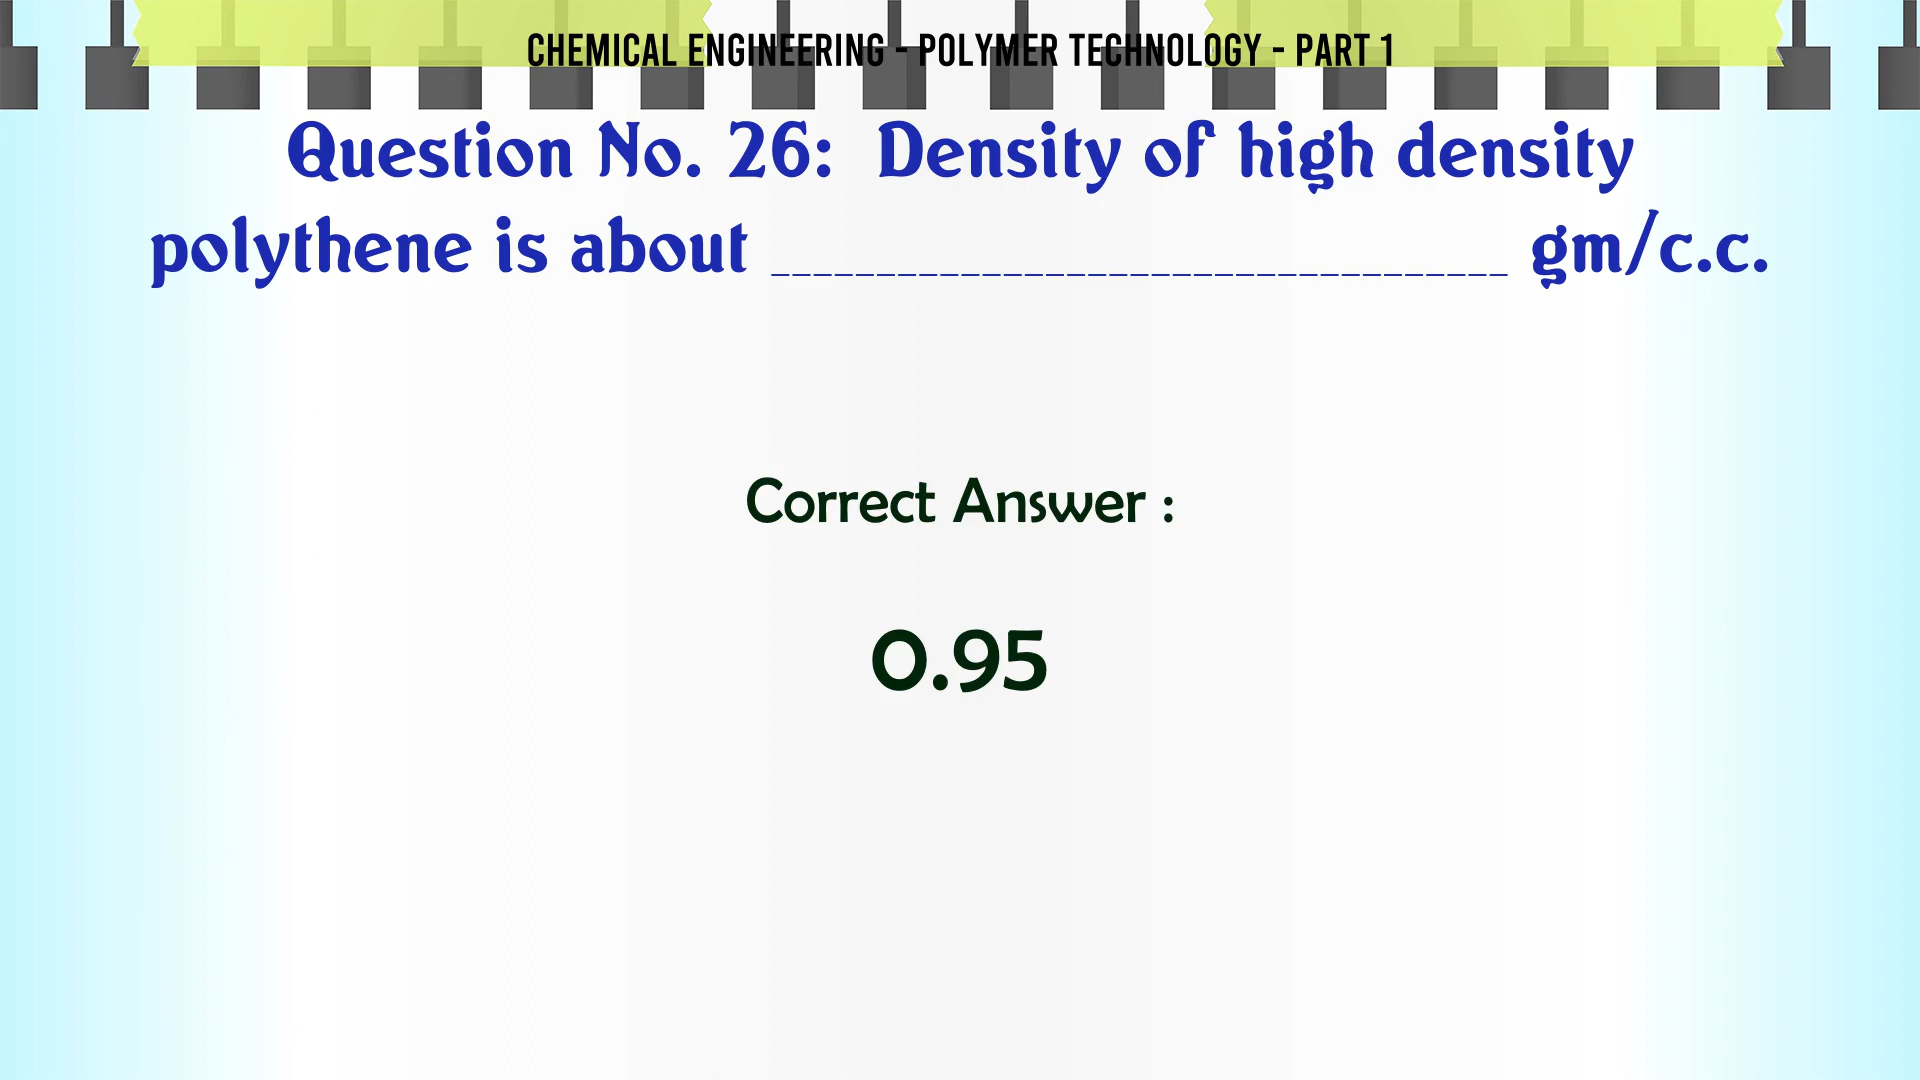 CHEMICAL ENGINEERING - POLYMER TECHNOLOGY - PART 1
Question No. 26:  Density of high density
polythene is about ___________________________________ gm/c.c.
Correct Answer :
0.95